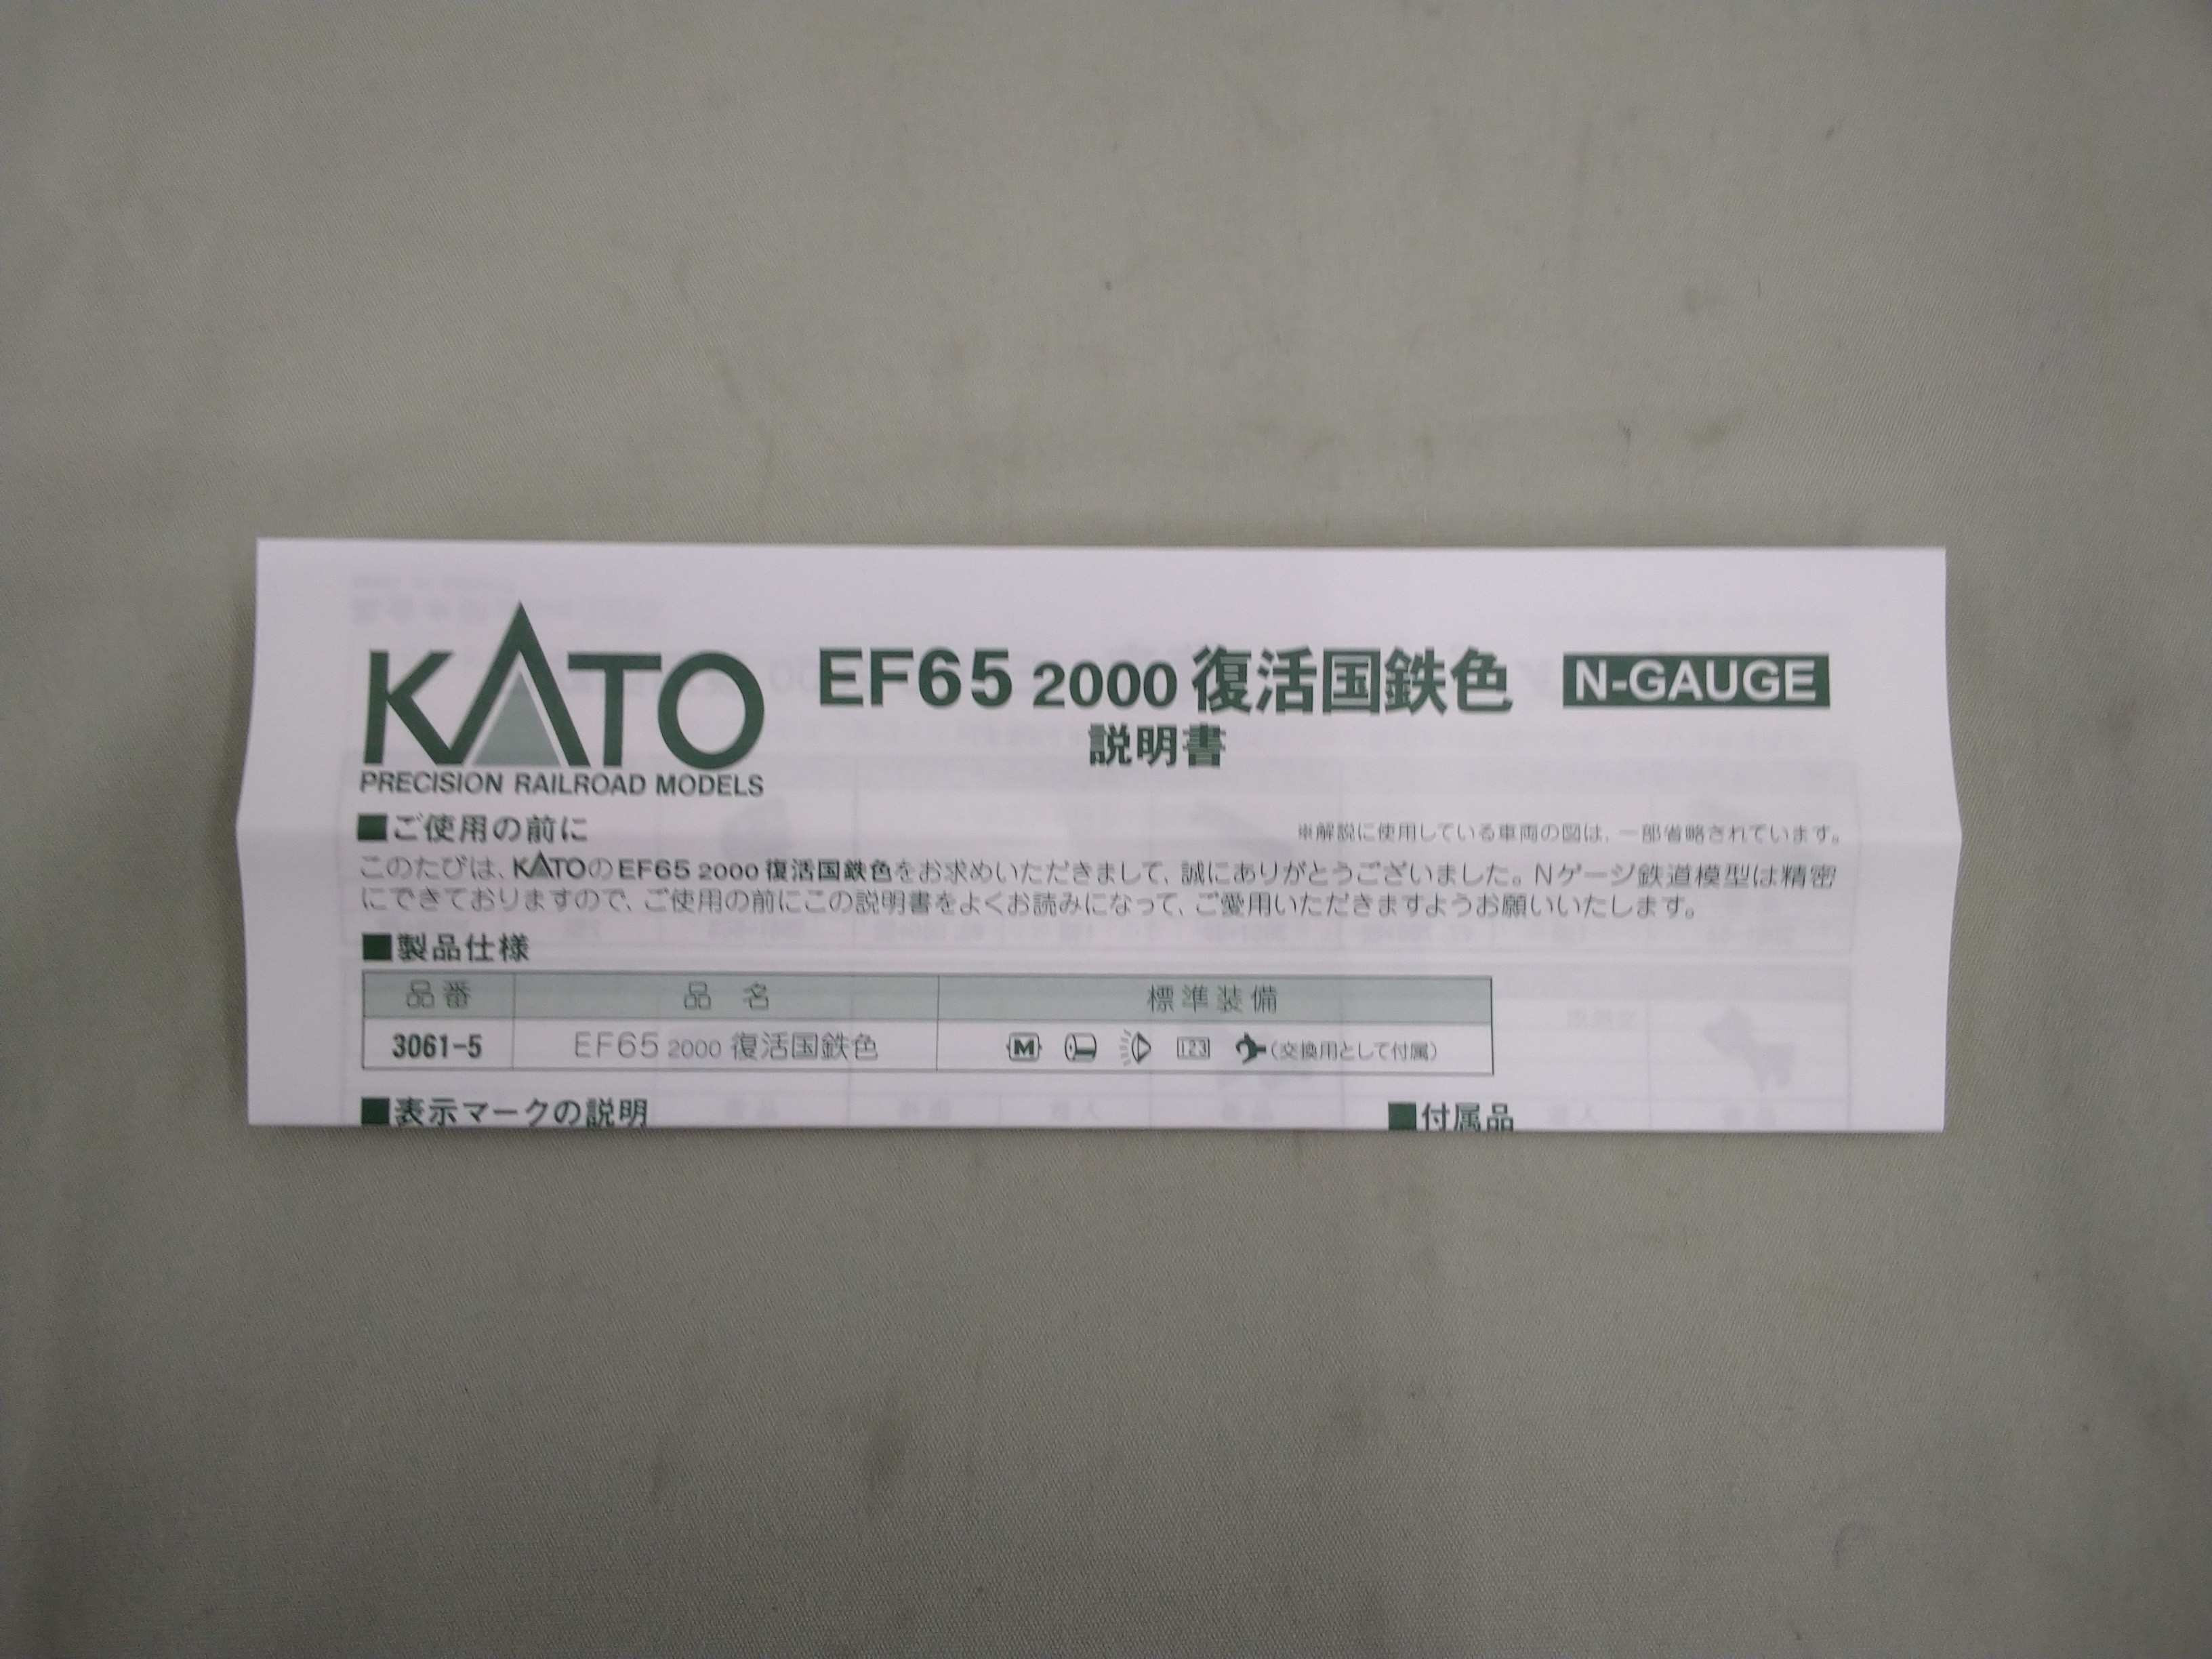 KATO
PRECISION RAILROAD MODELS
EF65 2000 復活国鉄色
N-GAUGE
説明書
■ご使用の前に
※解説に使用している車両の図は、一部省略されています。
このたびは、KATOのEF65 2000 復活国鉄色をお求めいただきまして、誠にありがとうございました。Nゲージ鉄道模型は精密
にできておりますので、ご使用の前にこの説明書をよくお読みになって、ご愛用いただきますようお願いいたします。
■製品仕様
品番 品名 標準装備
3061-5 EF65 2000 復活国鉄色 M 123 (交換用として付属)
■表示マークの説明
■付属品